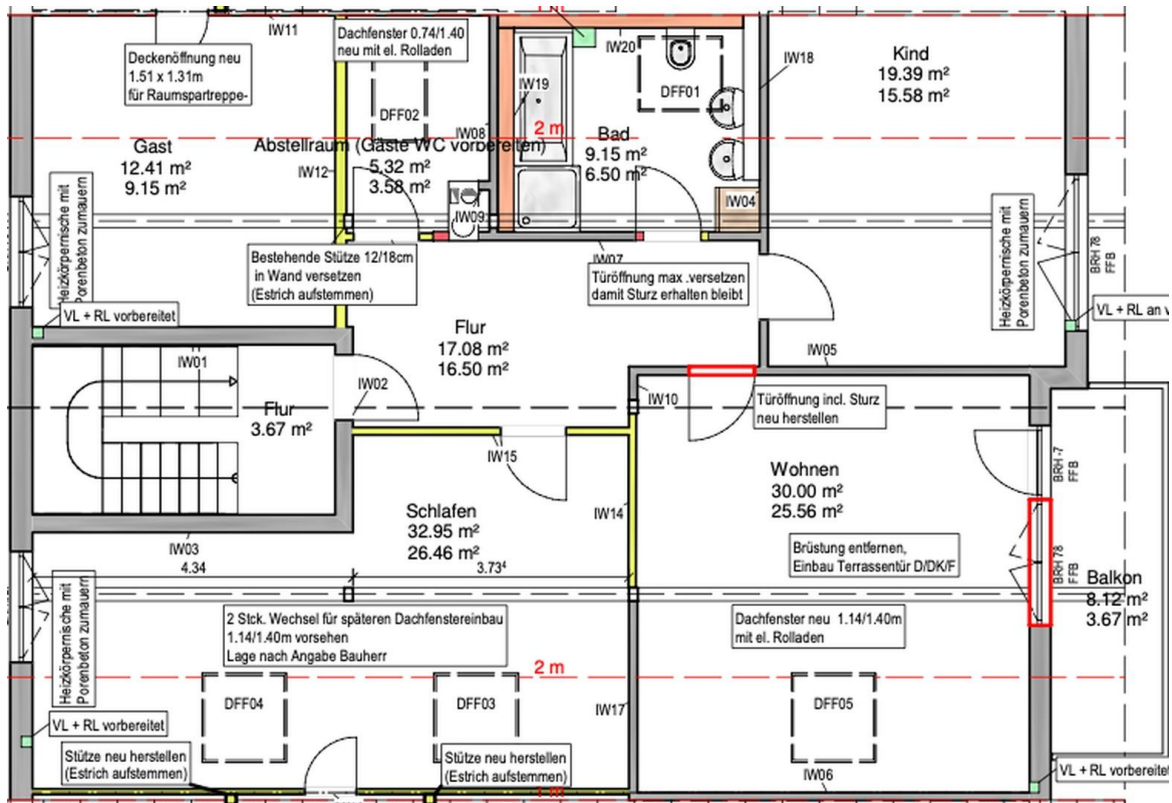 1 m
IW11
Deckenöffnung neu
1.51 x 1.31m
für Raumspartreppe-
Dachfenster 0.74/1.40
neu mit el. Rolladen
DFF02
IW20
IW19
DFF01
IW18
Kind
19.39 m²
15.58 m²
2 m
Gast
12.41 m²
9.15 m²
IW12
Abstellraum (Gäste WC vorbereiten)
5.32 m²
3.58 m²
IW08
IW09
Bad
9.15 m²
6.50 m²
IW04
Heizkörpernische mit
Porenbeton zumauern
Heizkörpernische mit
Porenbeton zumauern
BRH 78
FFB
Bestehende Stütze 12/18cm
in Wand versetzen
(Estrich aufstemmen)
IW07
Türöffnung max .versetzen
damit Sturz erhalten bleibt
VL + RL vorbereitet
VL + RL an v
Flur
17.08 m²
16.50 m²
IW01
IW02
IW05
Flur
3.67 m²
IW10
Türöffnung incl. Sturz
neu herstellen
IW15
Wohnen
30.00 m²
25.56 m²
BRH -7
FFB
Schlafen
32.95 m²
26.46 m²
IW14
IW03
4.34
3.73⁴
Brüstung entfernen,
Einbau Terrassentür D/DK/F
BRH 78
FFB
Balkon
8.12 m²
3.67 m²
Heizkörpernische mit
Porenbeton zumauern
2 Stck. Wechsel für späteren Dachfenstereinbau
1.14/1.40m vorsehen
Lage nach Angabe Bauherr
Dachfenster neu 1.14/1.40m
mit el. Rolladen
2 m
DFF04
DFF03
IW17
DFF05
VL + RL vorbereitet
Stütze neu herstellen
(Estrich aufstemmen)
Stütze neu herstellen
(Estrich aufstemmen)
IW06
VL + RL vorbereitet
1 m